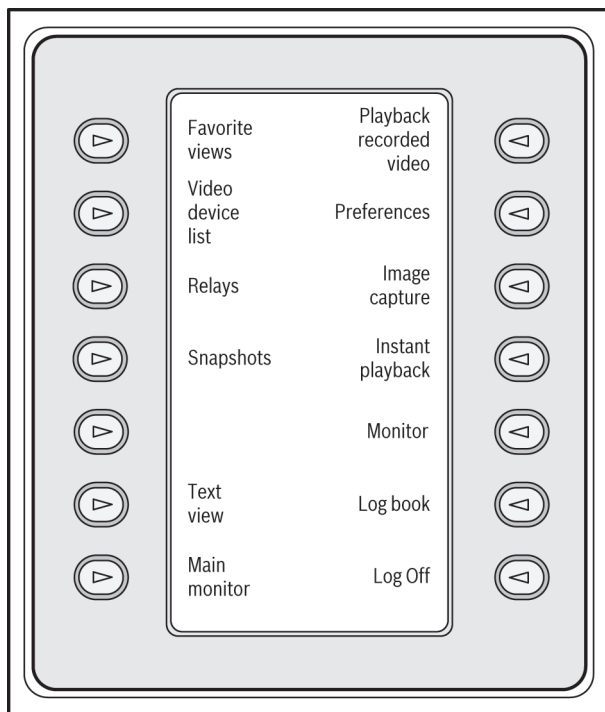 Favorite
views
Playback
recorded
video
Video
device
list
Preferences
Relays
Image
capture
Snapshots
Instant
playback
Monitor
Text
view
Log book
Main
monitor
Log Off